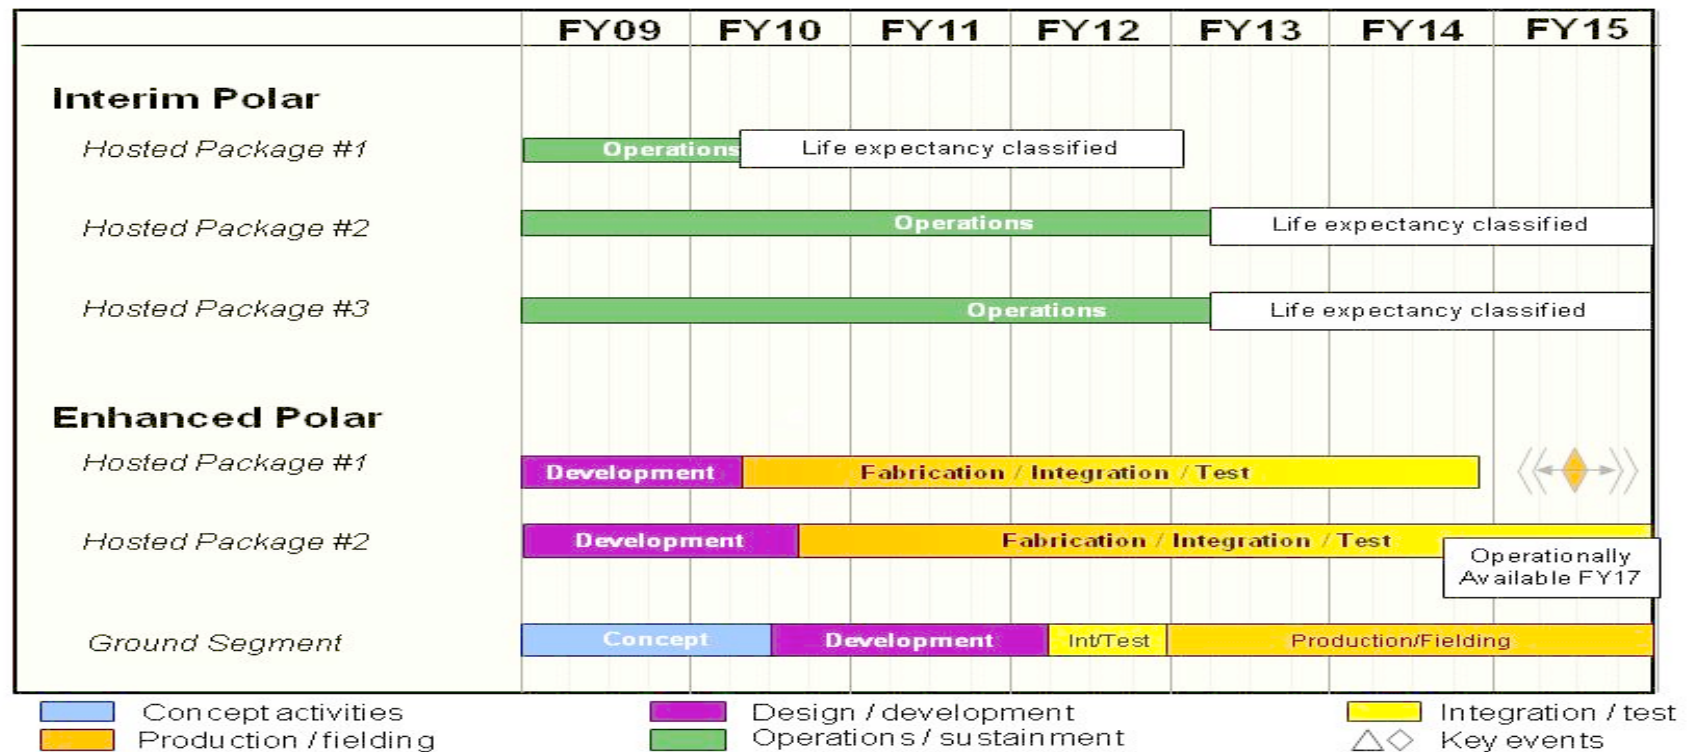 FY09 FY10 FY11 FY12 FY13 FY14 FY15
Interim Polar
Hosted Package #1 Operations Life expectancy classified
Hosted Package #2 Operations Life expectancy classified
Hosted Package #3 Operations Life expectancy classified
Enhanced Polar
Hosted Package #1 Development Fabrication / Integration / Test
Hosted Package #2 Development Fabrication / Integration / Test
Operationally
Available FY17
Ground Segment Concept Development Int/Test Production/Fielding
Concept activities Design / development Integration / test
Production / fielding Operations / sustainment Key events